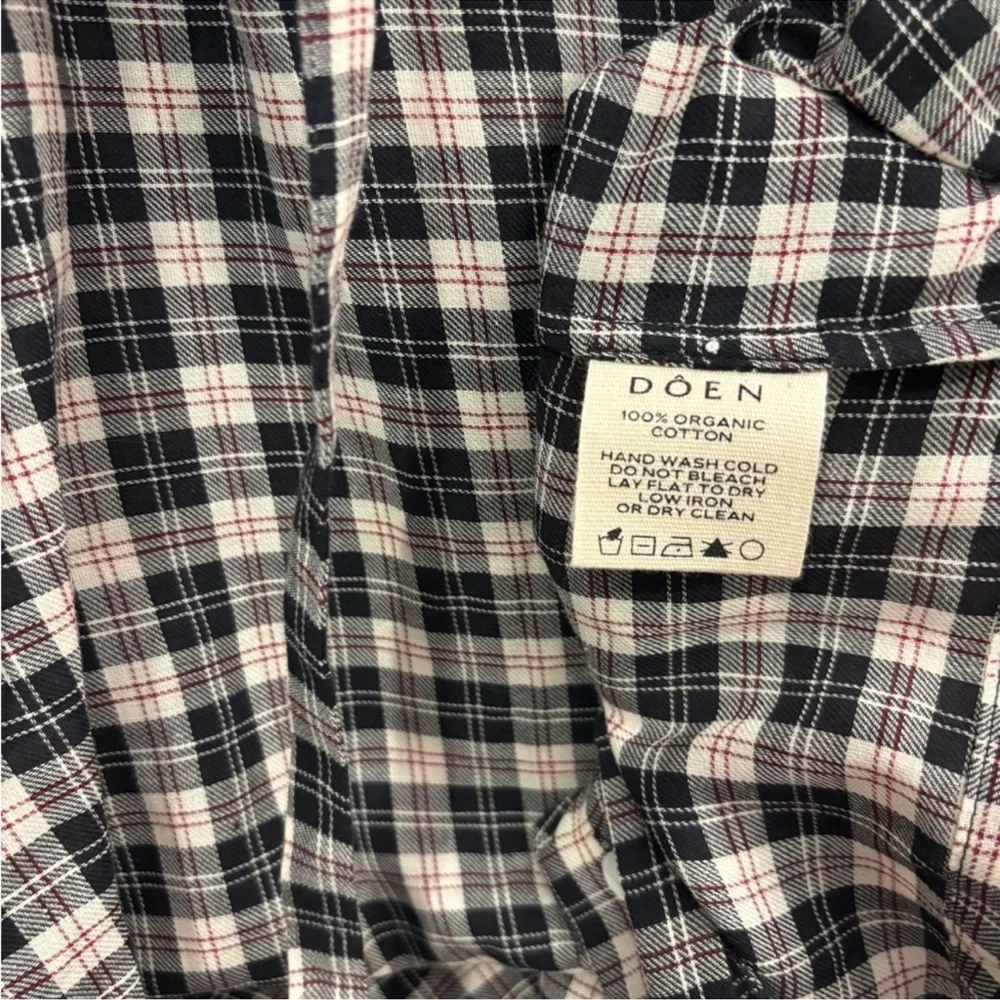 DÔEN
100% ORGANIC
COTTON
HAND WASH COLD
DO NOT BLEACH
LAY FLAT TO DRY
LOW IRON
OR DRY CLEAN